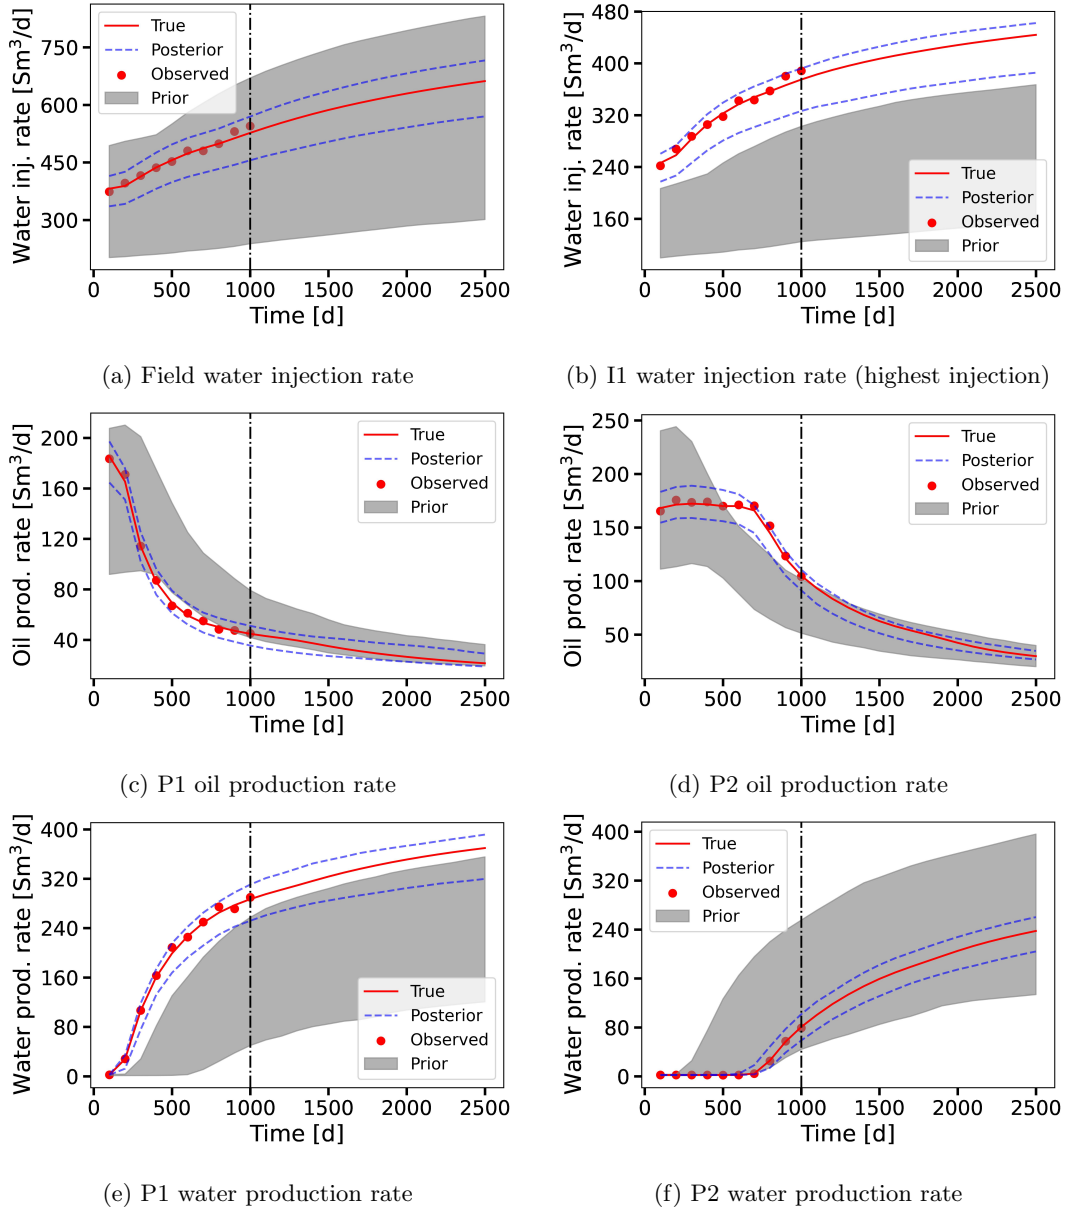 Water inj. rate [Sm³/d]
750
600
450
300
True
Posterior
Observed
Prior
0 500 1000 1500 2000 2500
Time [d]
(a) Field water injection rate
Water inj. rate [Sm³/d]
480
400
320
240
160
True
Posterior
Observed
Prior
0 500 1000 1500 2000 2500
Time [d]
(b) I1 water injection rate (highest injection)
Oil prod. rate [Sm³/d]
200
160
120
80
40
True
Posterior
Observed
Prior
0 500 1000 1500 2000 2500
Time [d]
(c) P1 oil production rate
Oil prod. rate [Sm³/d]
250
200
150
100
50
True
Posterior
Observed
Prior
0 500 1000 1500 2000 2500
Time [d]
(d) P2 oil production rate
Water prod. rate [Sm³/d]
400
320
240
160
80
0
True
Posterior
Observed
Prior
0 500 1000 1500 2000 2500
Time [d]
(e) P1 water production rate
Water prod. rate [Sm³/d]
400
320
240
160
80
0
True
Posterior
Observed
Prior
0 500 1000 1500 2000 2500
Time [d]
(f) P2 water production rate